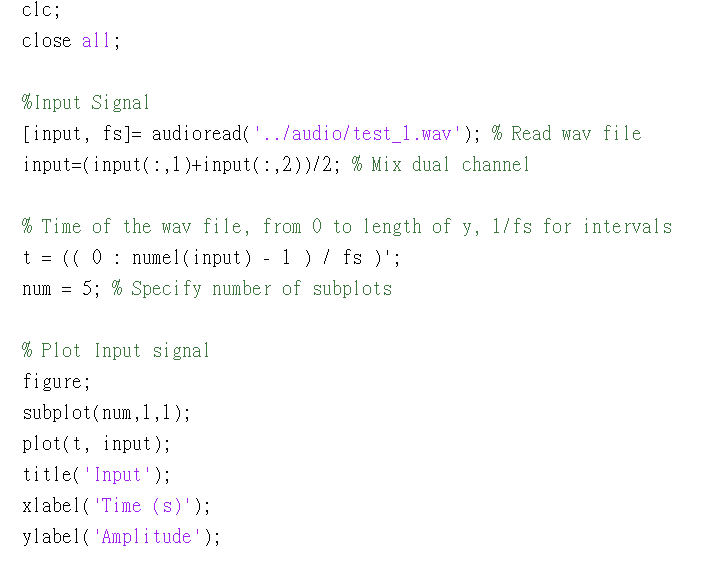 clc;
close all;
%Input Signal
[input, fs]= audioread('../audio/test_1.wav'); % Read wav file
input=(input(:,1)+input(:,2))/2; % Mix dual channel
% Time of the wav file, from 0 to length of y, 1/fs for intervals
t = (( 0 : numel(input) - 1 ) / fs )';
num = 5; % Specify number of subplots
% Plot Input signal
figure;
subplot(num,1,1);
plot(t, input);
title('Input');
xlabel('Time (s)');
ylabel('Amplitude');